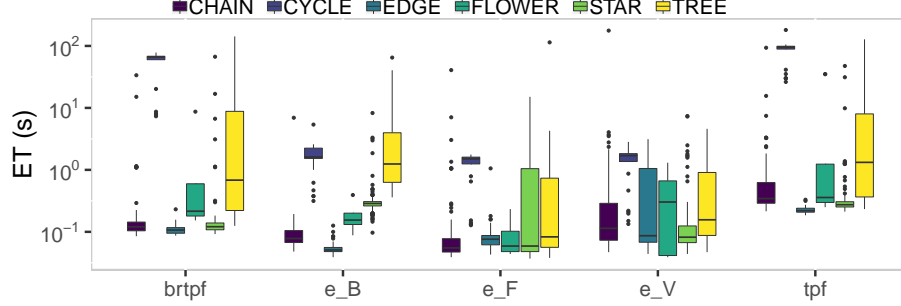 CHAIN CYCLE EDGE FLOWER STAR TREE
ET (s)
10²
10¹
10⁰
10⁻¹
brtpf e_B e_F e_V tpf